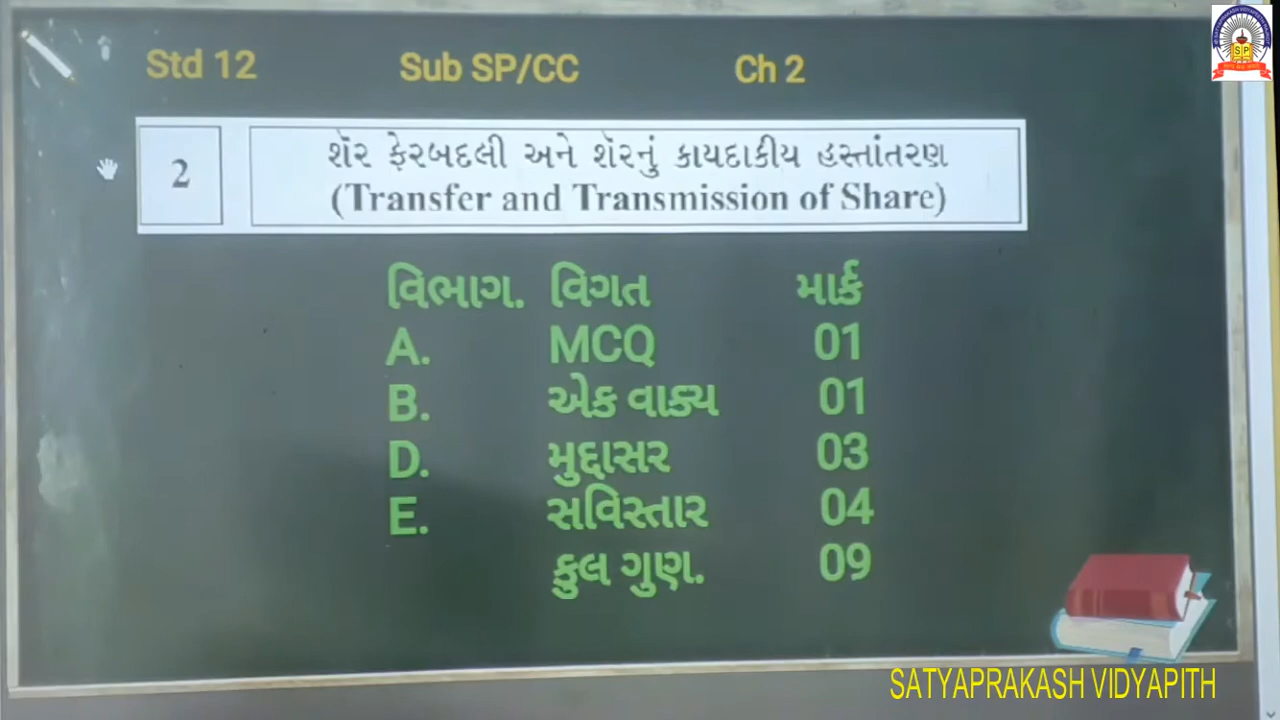 Std 12 Sub SP/CC Ch 2
2
શૅર ફેરબદલી અને શૅરનું કાયદાકીય હસ્તાંતરણ
(Transfer and Transmission of Share)
વિભાગ. વિગત માર્ક
A. MCQ 01
B. એક વાક્ય 01
D. મુદ્દાસર 03
E. સવિસ્તાર 04
કુલ ગુણ. 09
SP
SATYAPRAKASH VIDYAPITH